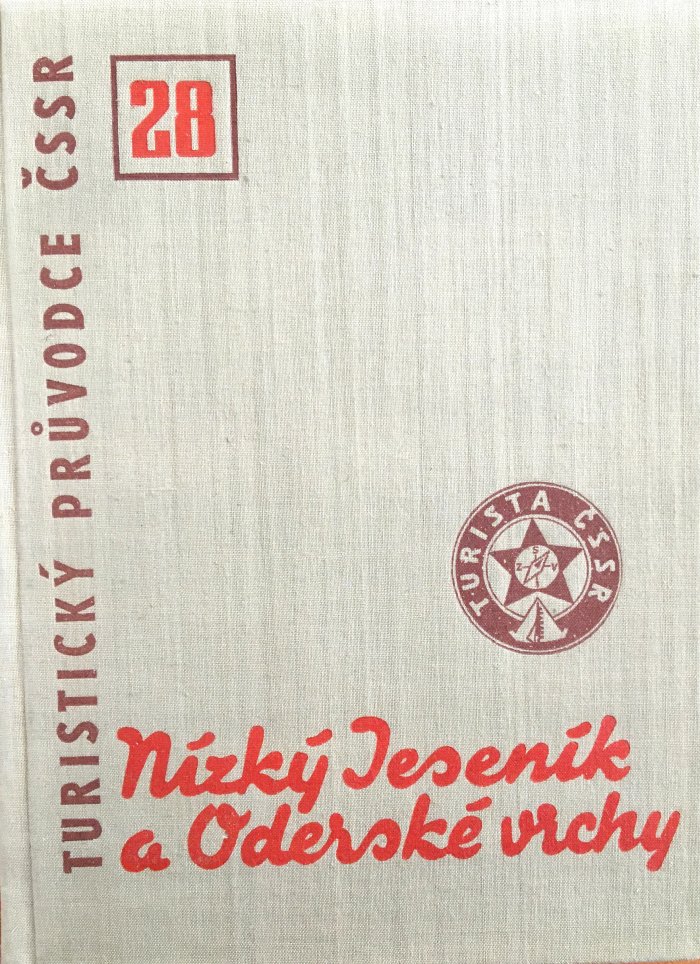 TURISTICKÝ PRŮVODCE ČSSR
28
TURISTA ČSSR
S
Z V
J
Nízký Jeseník
a Oderské vrchy